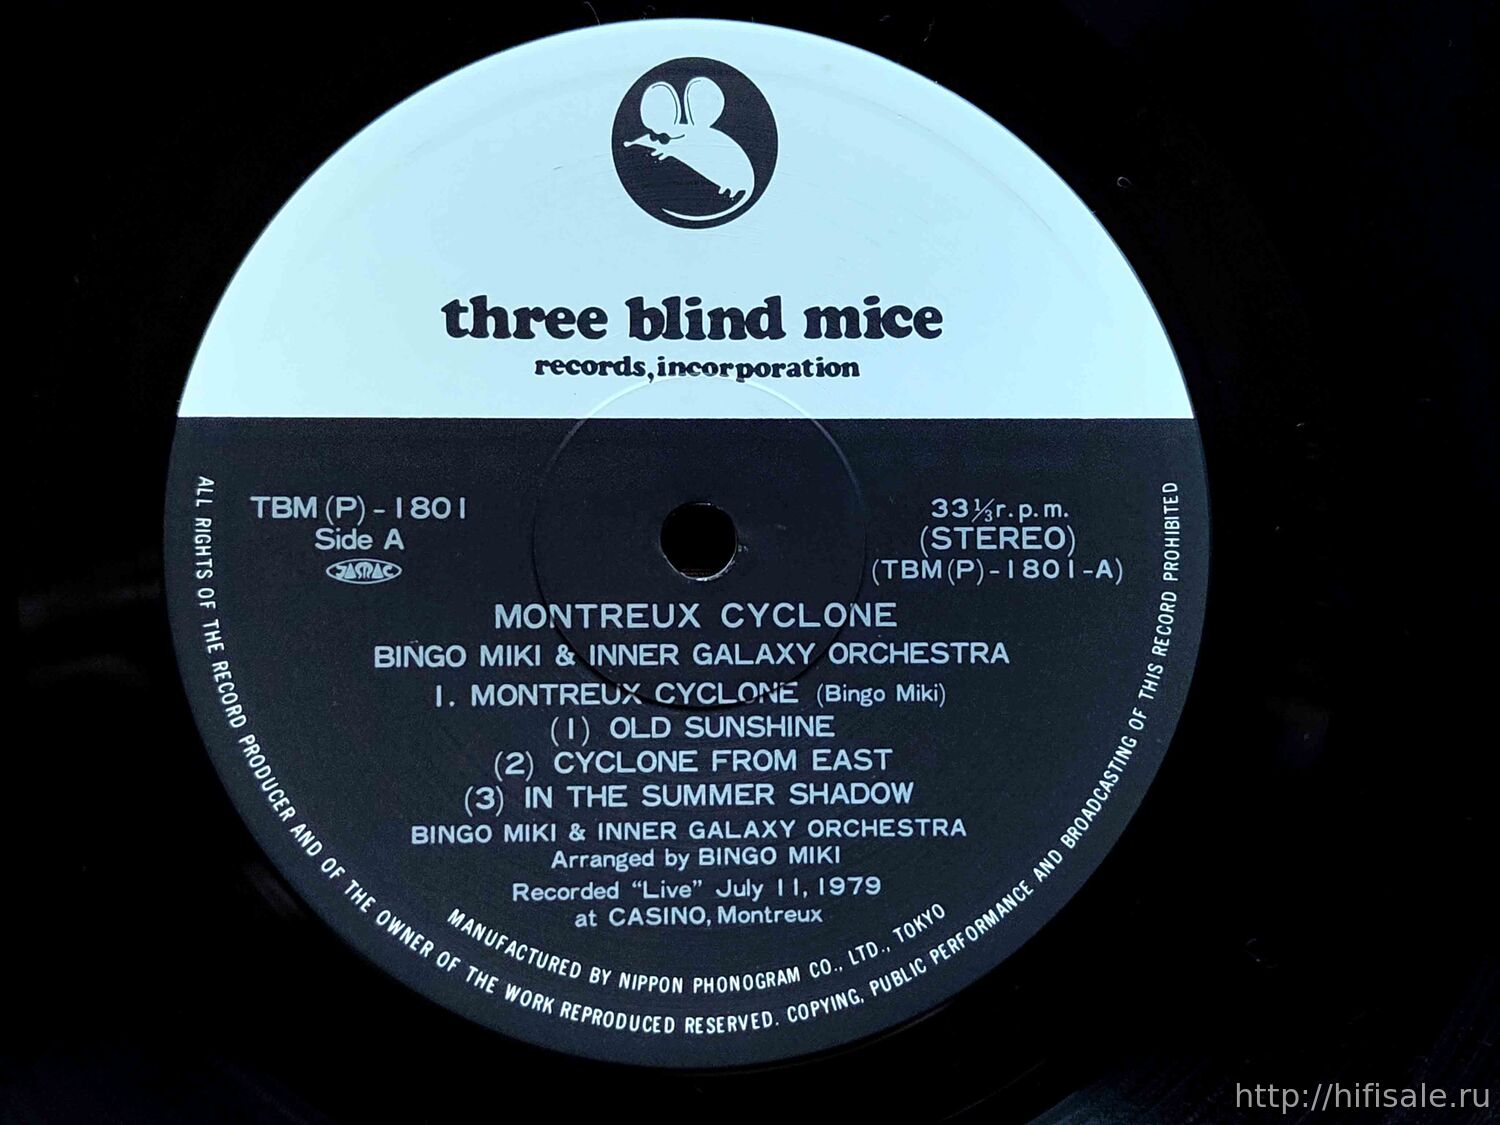 three blind mice
records, incorporation
TBM (P) - 1801
Side A
JASRAC
33⅓ r.p.m.
(STEREO)
(TBM (P) - 1801 - A)
MONTREUX CYCLONE
BINGO MIKI & INNER GALAXY ORCHESTRA
1. MONTREUX CYCLONE (Bingo Miki)
(1) OLD SUNSHINE
(2) CYCLONE FROM EAST
(3) IN THE SUMMER SHADOW
BINGO MIKI & INNER GALAXY ORCHESTRA
Arranged by BINGO MIKI
Recorded "Live" July 11, 1979
at CASINO, Montreux
MANUFACTURED BY NIPPON PHONOGRAM CO., LTD., TOKYO
ALL RIGHTS OF THE RECORD PRODUCER AND OF THE OWNER OF THE WORK REPRODUCED RESERVED. COPYING, PUBLIC PERFORMANCE AND BROADCASTING OF THIS RECORD PROHIBITED
http://hifisale.ru